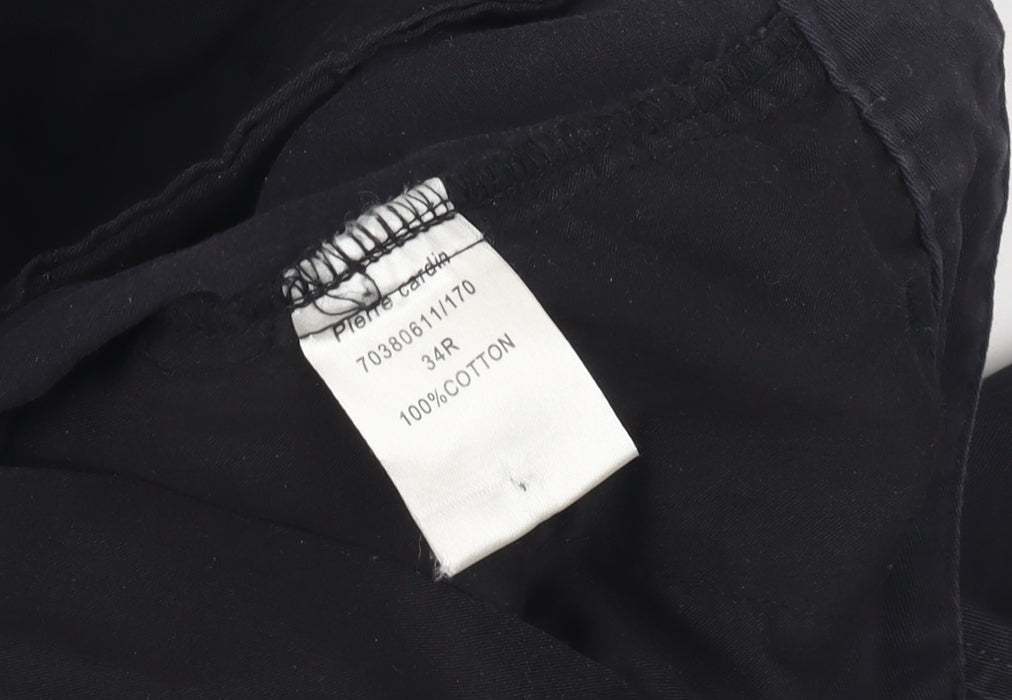 Pierre cardin
70380611/170
34R
100%COTTON